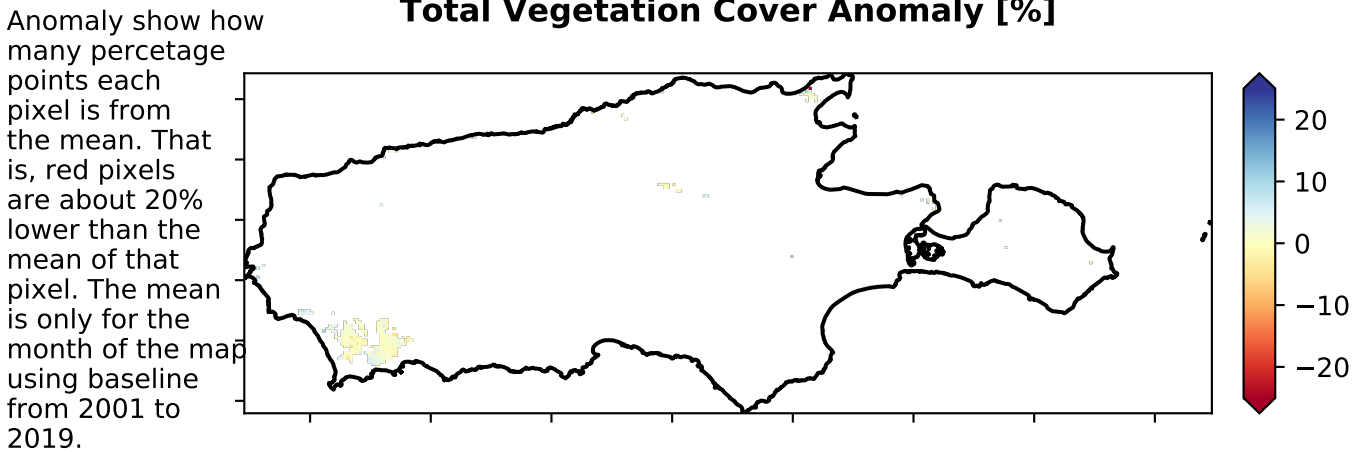 Total Vegetation Cover Anomaly [%]
Anomaly show how
many percetage
points each
pixel is from
the mean. That
is, red pixels
are about 20%
lower than the
mean of that
pixel. The mean
is only for the
month of the map
using baseline
from 2001 to
2019.
20
10
0
−10
−20